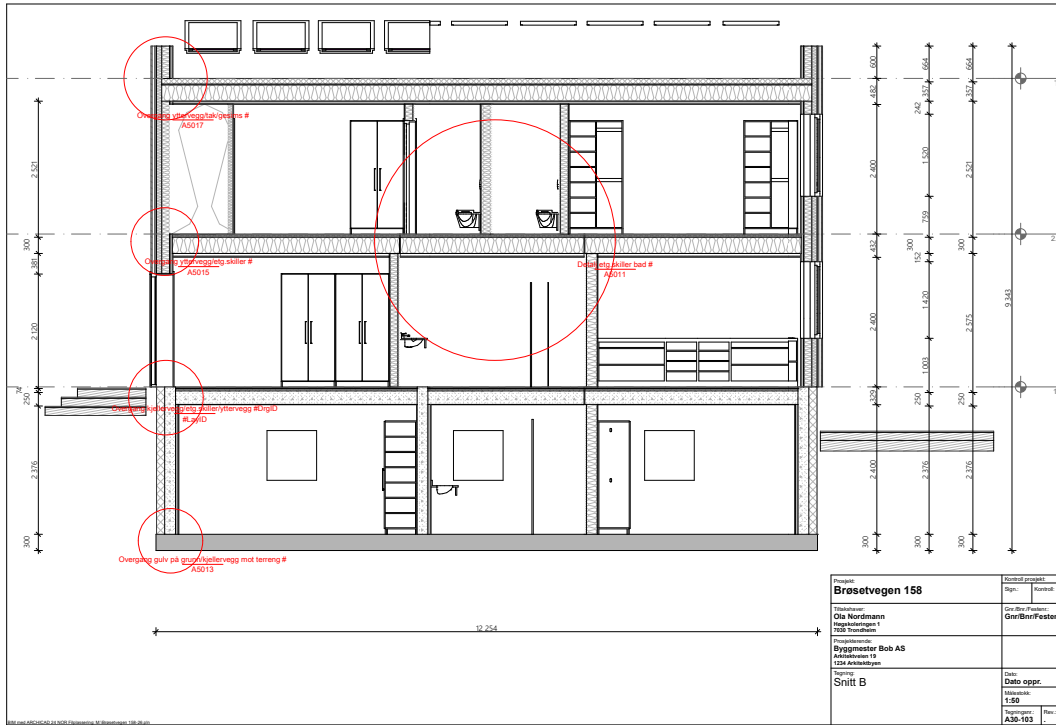 Overgang yttervegg/tak/gesims #
A5017
Overgang yttervegg/etg.skiller #
A5015
Detalj etg.skiller bad #
A5011
Overgang kjellervegg/etg.skiller/yttervegg #DrgID
#LayID
Overgang gulv på grunn/kjellervegg mot terreng #
A5013
2 521
300
381
2 120
74
250
2 376
300
12 254
600
482
2 400
432
2 400
329
2 400
300
664
357
242
1 520
739
300
152
1 420
1 003
250
2 376
300
664
357
2 521
300
2 575
250
2 376
300
9 343
2.
1
Prosjekt:
Brøsetvegen 158
Kontroll prosjekt:
Sign.:
Kontroll:
Tiltakshaver:
Ola Nordmann
Høgskoleringen 1
7030 Trondheim
Gnr./Bnr./Festenr.:
Gnr/Bnr/Fester
Prosjekterende:
Byggmester Bob AS
Arkitektveien 19
1234 Arkitektbyen
Tegning:
Snitt B
Dato:
Dato oppr.
Målestokk:
1:50
Tegningsnr.:
A30-103
Rev.: